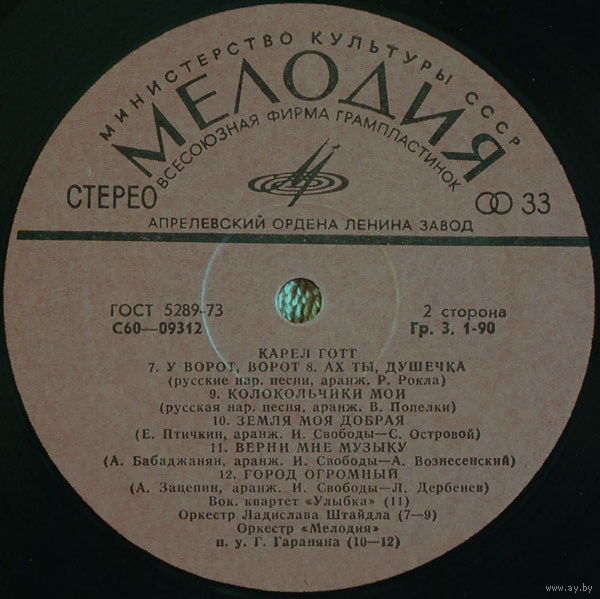 МИНИСТЕРСТВО КУЛЬТУРЫ СССР
МЕЛОДИЯ
ВСЕСОЮЗНАЯ ФИРМА ГРАМПЛАСТИНОК
СТЕРЕО
33
АПРЕЛЕВСКИЙ ОРДЕНА ЛЕНИНА ЗАВОД
ГОСТ 5289-73
2 сторона
С60—09312
Гр. 3. 1-90
КАРЕЛ ГОТТ
7. У ВОРОТ, ВОРОТ 8. АХ ТЫ, ДУШЕЧКА
(русские нар. песни, аранж. Р. Рокла)
9. КОЛОКОЛЬЧИКИ МОИ
(русская нар. песня, аранж. В. Попелки)
10. ЗЕМЛЯ МОЯ ДОБРАЯ
(Е. Птичкин, аранж. И. Свободы—С. Островой)
11. ВЕРНИ МНЕ МУЗЫКУ
(А. Бабаджанян, аранж. И. Свободы—А. Вознесенский)
12. ГОРОД ОГРОМНЫЙ
(А. Зацепин, аранж. И. Свободы—Л. Дербенев)
Вок. квартет «Улыбка» (11)
Оркестр Ладислава Штайдла (7—9)
Оркестр «Мелодия»
п. у. Г. Гараняна (10—12)
www.ay.by